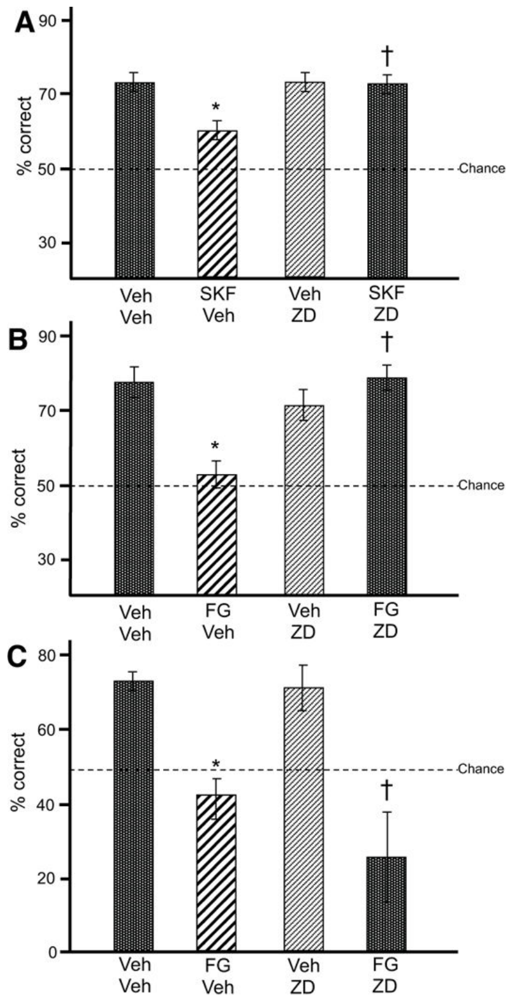 A
90
†
70
*
% correct
50
Chance
30
Veh SKF Veh SKF
Veh Veh ZD ZD
B
90
†
70
*
% correct
50
Chance
30
Veh FG Veh FG
Veh Veh ZD ZD
C
80
60
% correct
*
Chance
†
40
20
0
Veh FG Veh FG
Veh Veh ZD ZD